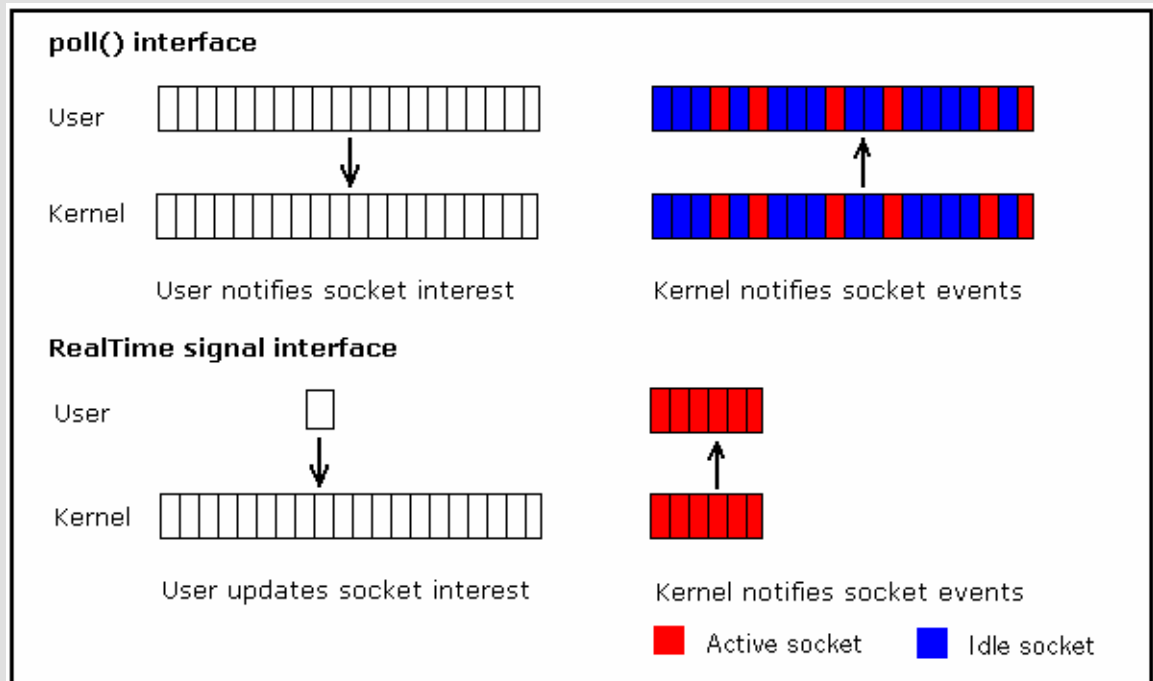 poll() interface
User
Kernel
User notifies socket interest
Kernel notifies socket events
RealTime signal interface
User
Kernel
User updates socket interest
Kernel notifies socket events
Active socket
Idle socket